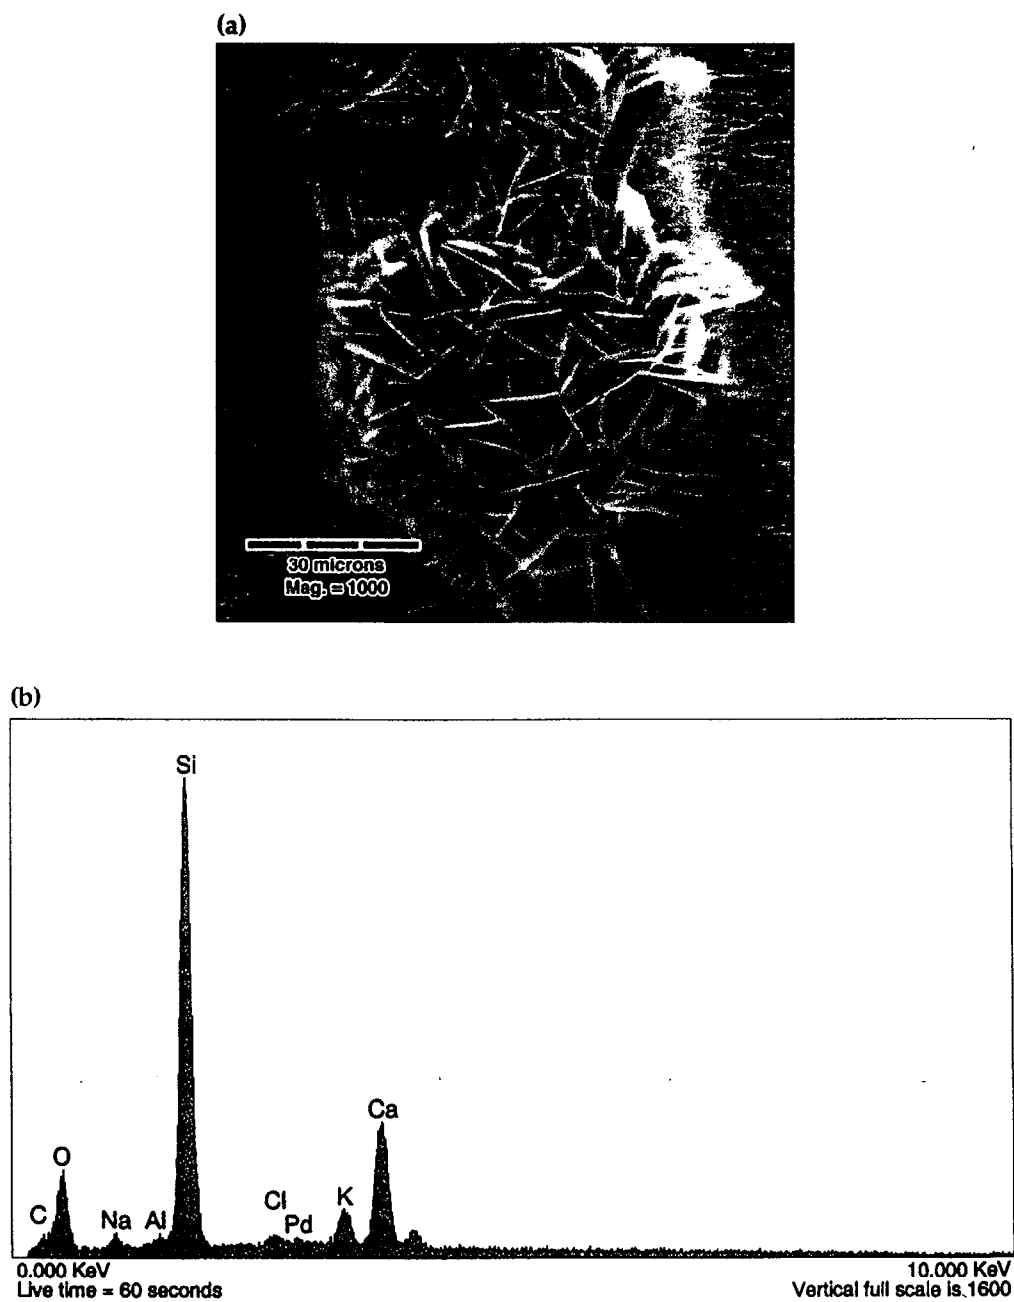 (a)
30 microns
Mag. = 1000
(b)
Si
Ca
O
K
Cl
C
Na
Al
Pd
0.000 KeV
10.000 KeV
Live time = 60 seconds
Vertical full scale is 1600